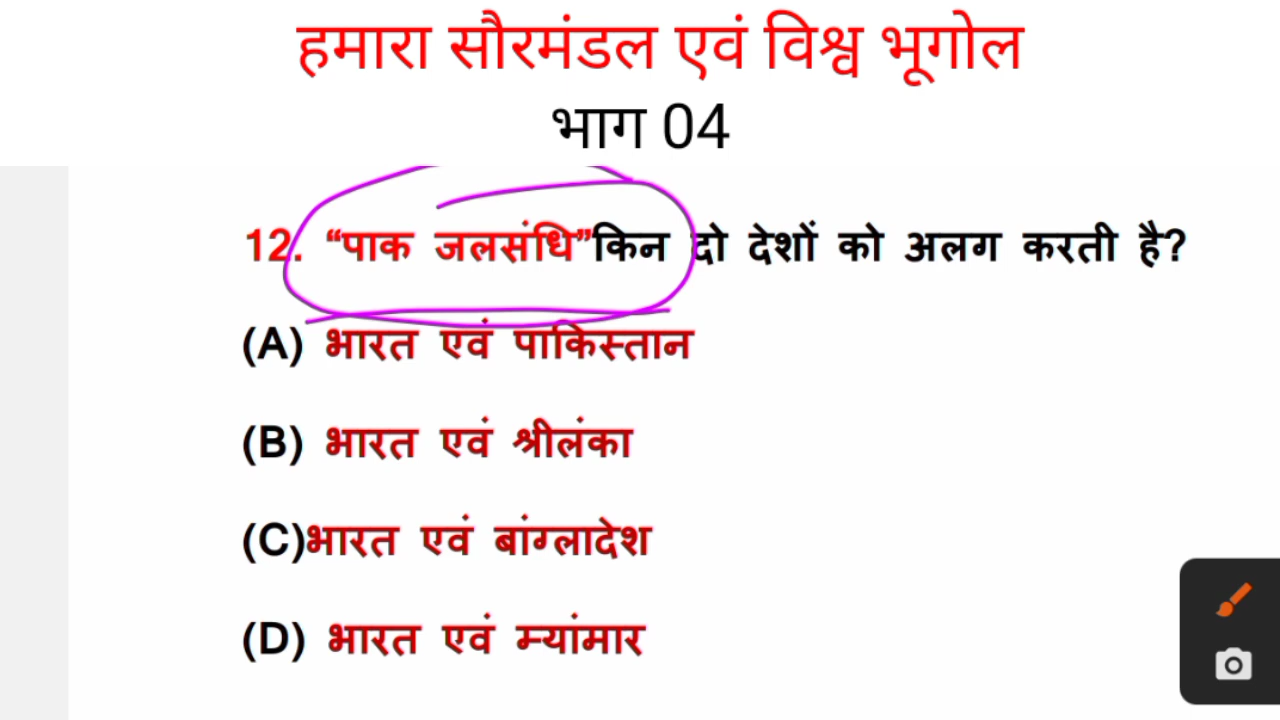 हमारा सौरमंडल एवं विश्व भूगोल
भाग 04
12. “पाक जलसंधि”किन दो देशों को अलग करती है?
(A) भारत एवं पाकिस्तान
(B) भारत एवं श्रीलंका
(C)भारत एवं बांग्लादेश
(D) भारत एवं म्यांमार